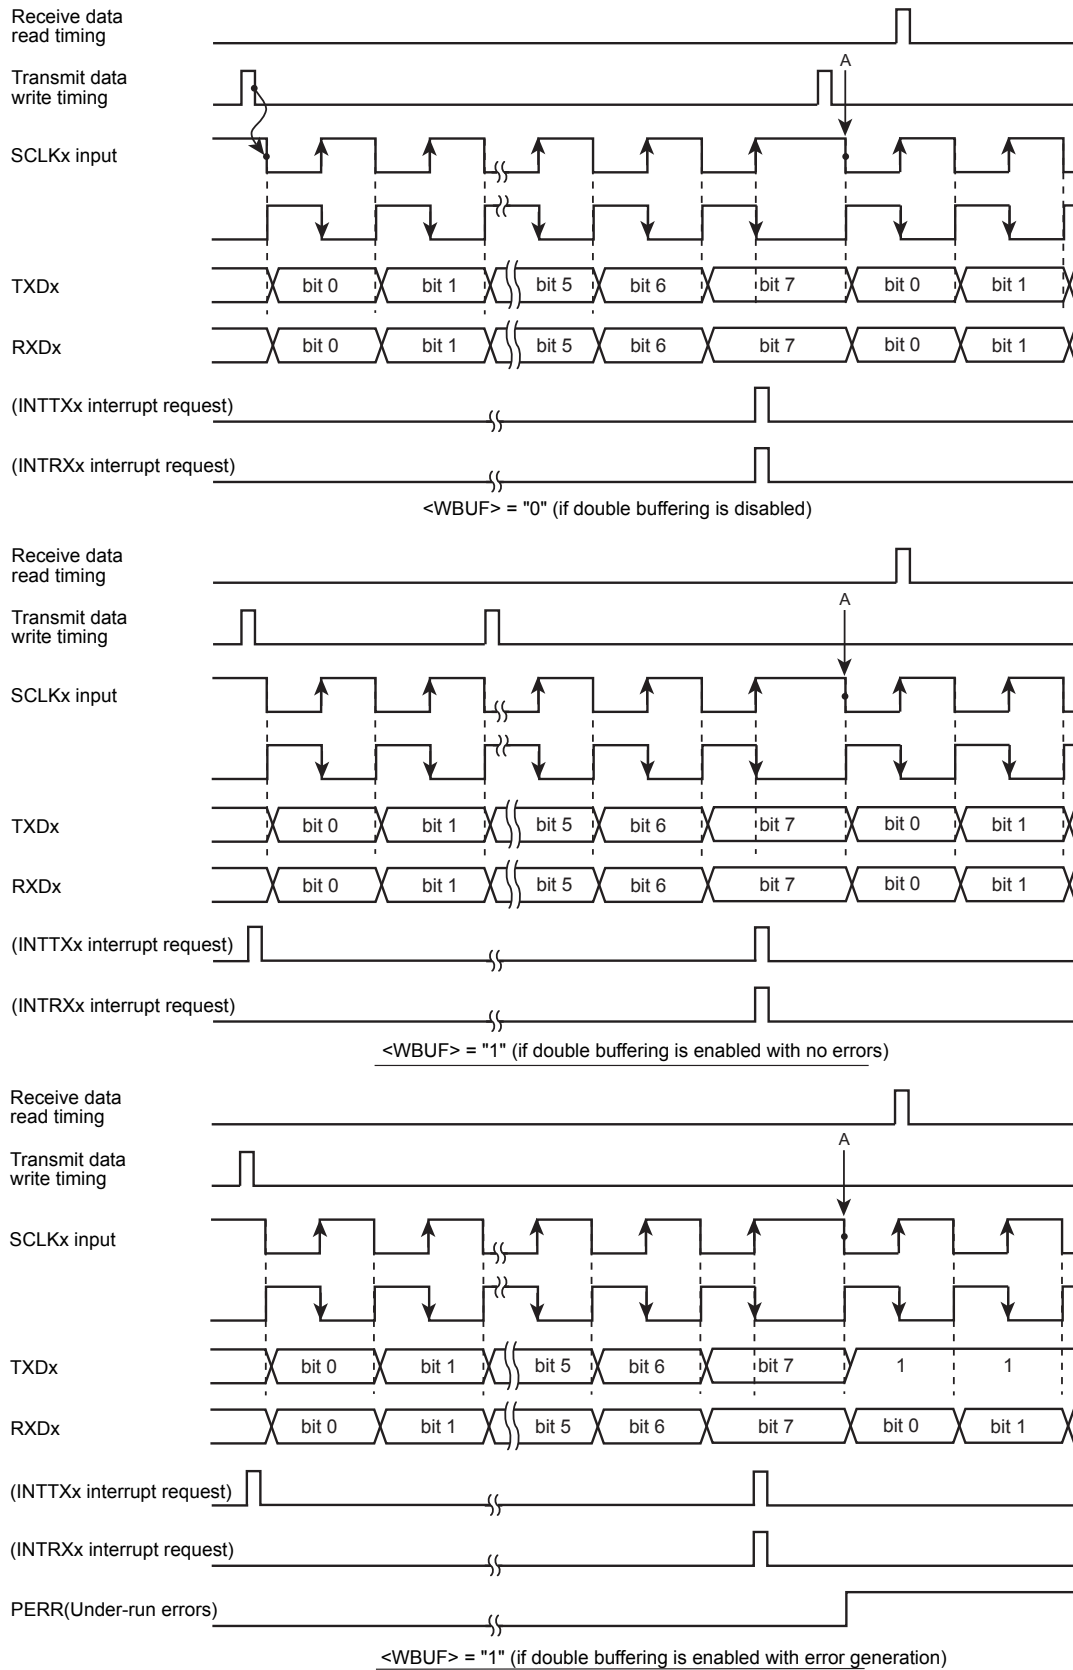 Receive data
read timing
Transmit data
write timing
A
SCLKx input
TXDx bit 0 bit 1 bit 5 bit 6 bit 7 bit 0 bit 1
RXDx bit 0 bit 1 bit 5 bit 6 bit 7 bit 0 bit 1
(INTTXx interrupt request)
(INTRXx interrupt request)
<WBUF> = "0" (if double buffering is disabled)
Receive data
read timing
Transmit data
write timing
A
SCLKx input
TXDx bit 0 bit 1 bit 5 bit 6 bit 7 bit 0 bit 1
RXDx bit 0 bit 1 bit 5 bit 6 bit 7 bit 0 bit 1
(INTTXx interrupt request)
(INTRXx interrupt request)
<WBUF> = "1" (if double buffering is enabled with no errors)
Receive data
read timing
Transmit data
write timing
A
SCLKx input
TXDx bit 0 bit 1 bit 5 bit 6 bit 7 1 1
RXDx bit 0 bit 1 bit 5 bit 6 bit 7 bit 0 bit 1
(INTTXx interrupt request)
(INTRXx interrupt request)
PERR(Under-run errors)
<WBUF> = "1" (if double buffering is enabled with error generation)